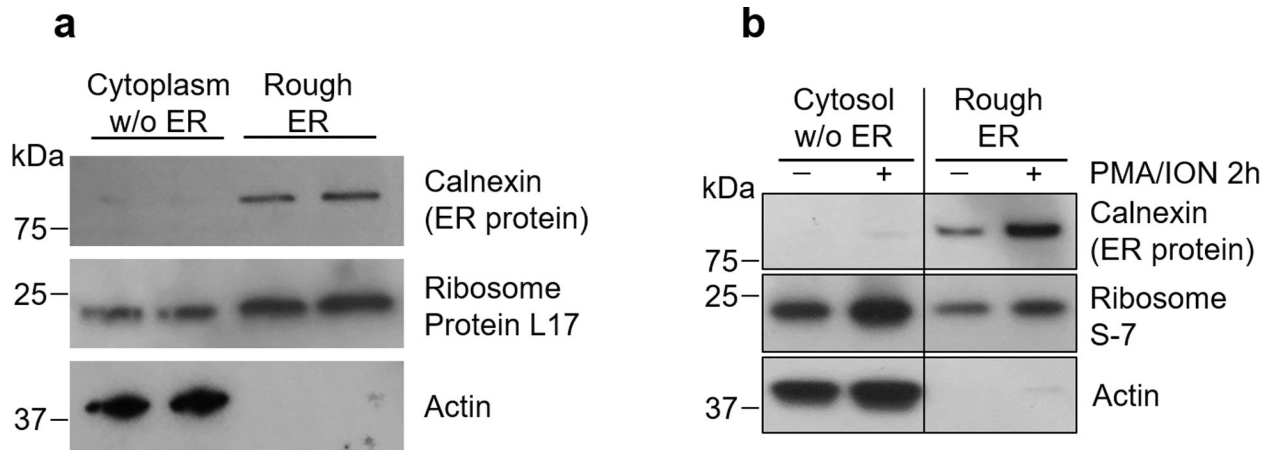 a
Cytoplasm
w/o ER
Rough
ER
kDa
75
Calnexin
(ER protein)
25
Ribosome
Protein L17
37
Actin
b
Cytosol
w/o ER
Rough
ER
− + − + PMA/ION 2h
kDa
75
Calnexin
(ER protein)
25
Ribosome
S-7
37
Actin